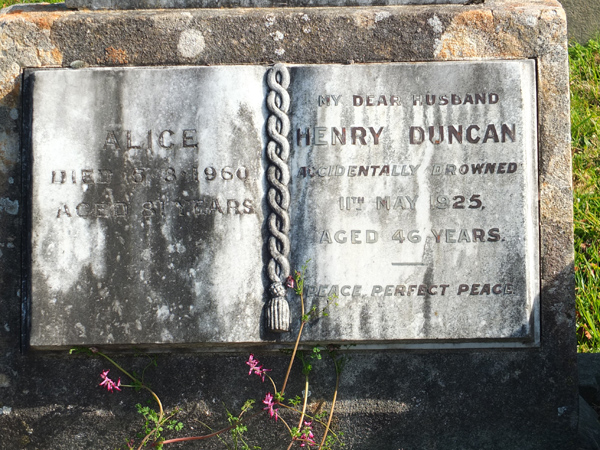 ALICE
DIED 15.8.1960
AGED 81 YEARS
MY DEAR HUSBAND
HENRY DUNCAN
ACCIDENTALLY DROWNED
11TH MAY 1925,
AGED 46 YEARS.
PEACE, PERFECT PEACE